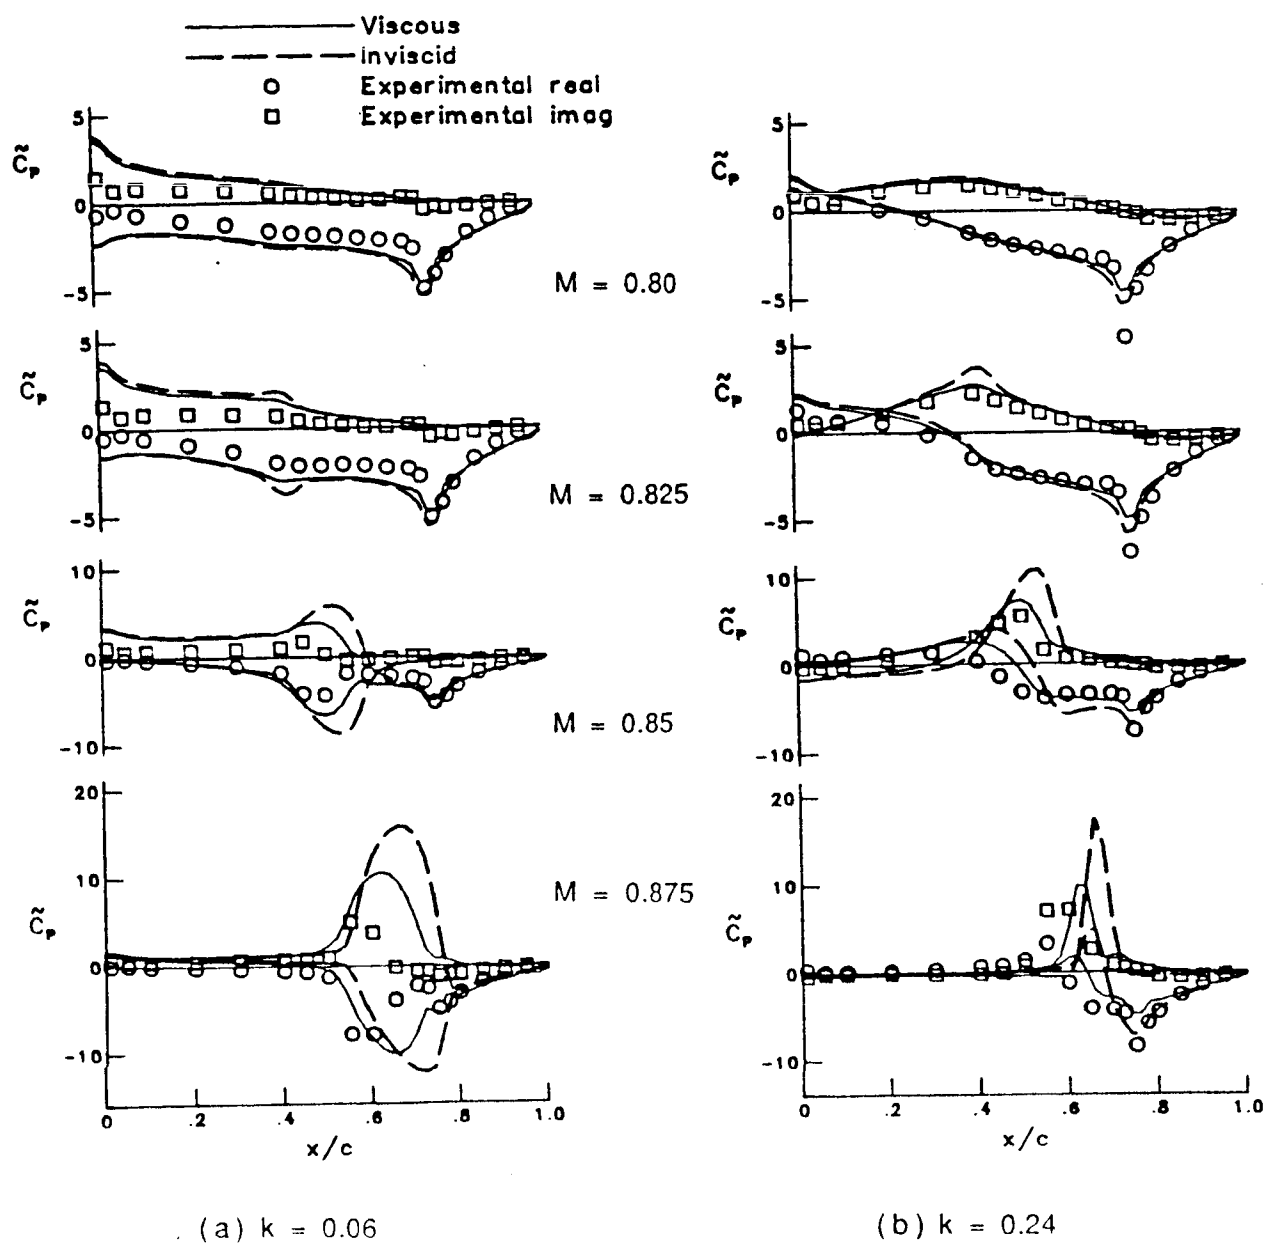 Viscous
Inviscid
Experimental real
Experimental imag
5
C̃p
0
-5
M = 0.80
5
C̃p
0
-5
5
C̃p
0
-5
M = 0.825
5
C̃p
0
-5
10
C̃p
0
-10
M = 0.85
10
C̃p
0
-10
20
10
C̃p
0
-10
M = 0.875
20
10
C̃p
0
-10
0 .2 .4 .6 .8 1.0
x/c
0 .2 .4 .6 .8 1.0
x/c
(a) k = 0.06
(b) k = 0.24